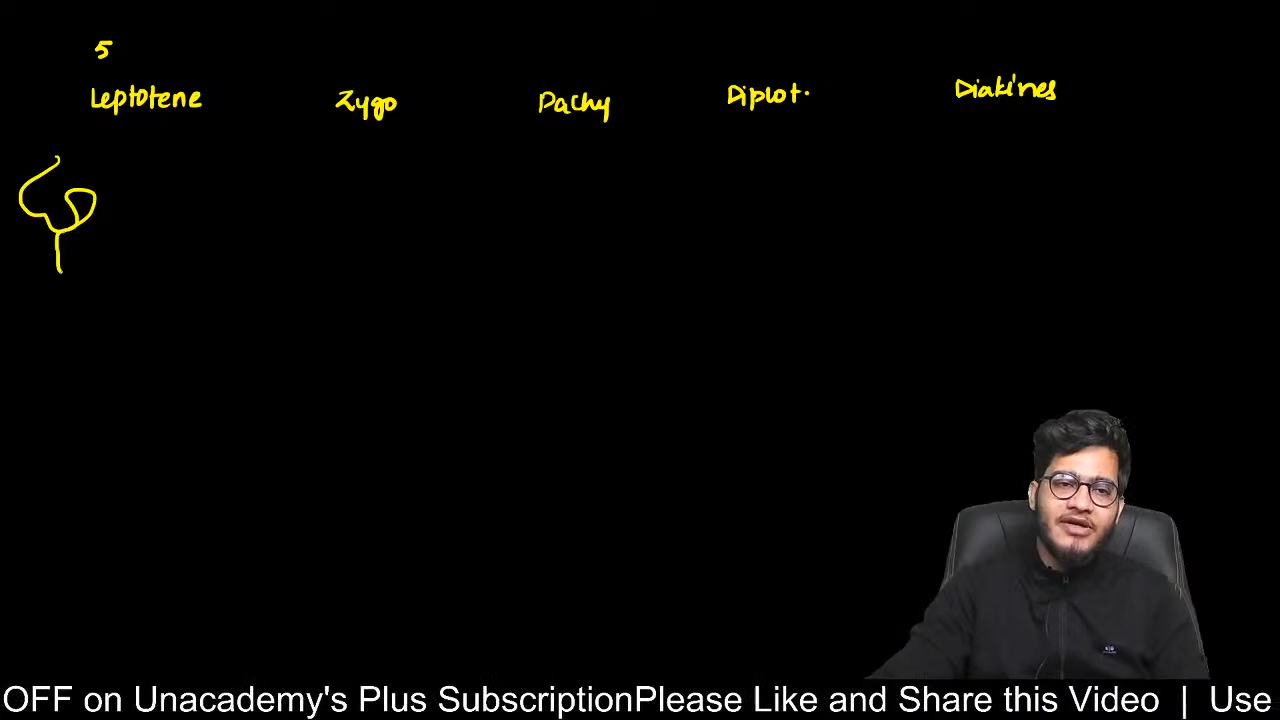 5
Leptotene Zygo Pachy Diplot. Diakines
OFF on Unacademy's Plus SubscriptionPlease Like and Share this Video | Use